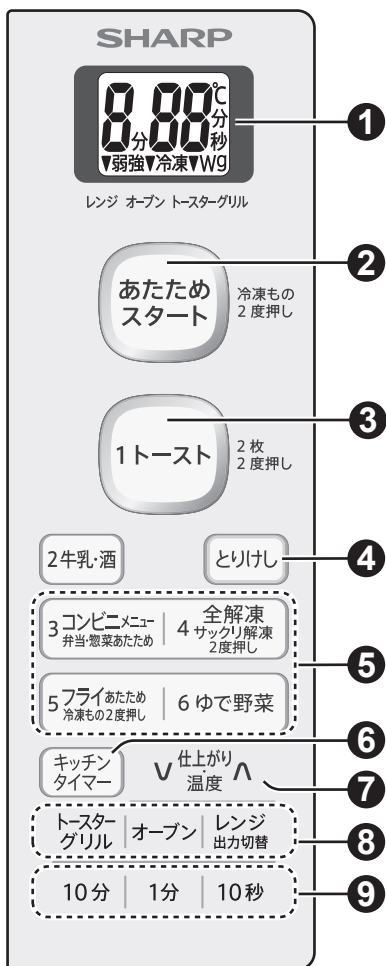 SHARP
8分88℃分秒
▼弱強▼冷凍▼Wg
レンジ オーブン トースターグリル
1
あたため
スタート
冷凍もの
2度押し
2
1トースト
2枚
2度押し
3
2牛乳・酒
とりけし
4
3コンビニメニュー
弁当・惣菜あたため
4 全解凍
サックリ解凍
2度押し
5
5フライあたため
冷凍もの2度押し
6ゆで野菜
キッチン
タイマー
6
∨ 仕上がり ∧
温度
7
トースター
グリル
オーブン
レンジ
出力切替
8
10分
1分
10秒
9